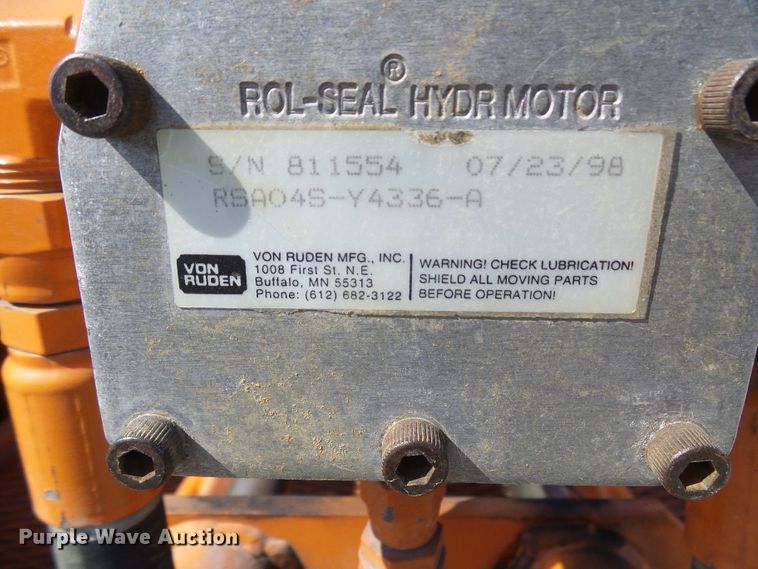 ®
ROL-SEAL HYDR MOTOR
S/N 811554 07/23/98
RSA04S-Y4336-A
VON RUDEN
VON RUDEN MFG., INC.
1008 First St. N.E.
Buffalo, MN 55313
Phone: (612) 682-3122
WARNING! CHECK LUBRICATION!
SHIELD ALL MOVING PARTS
BEFORE OPERATION!
Purple Wave Auction